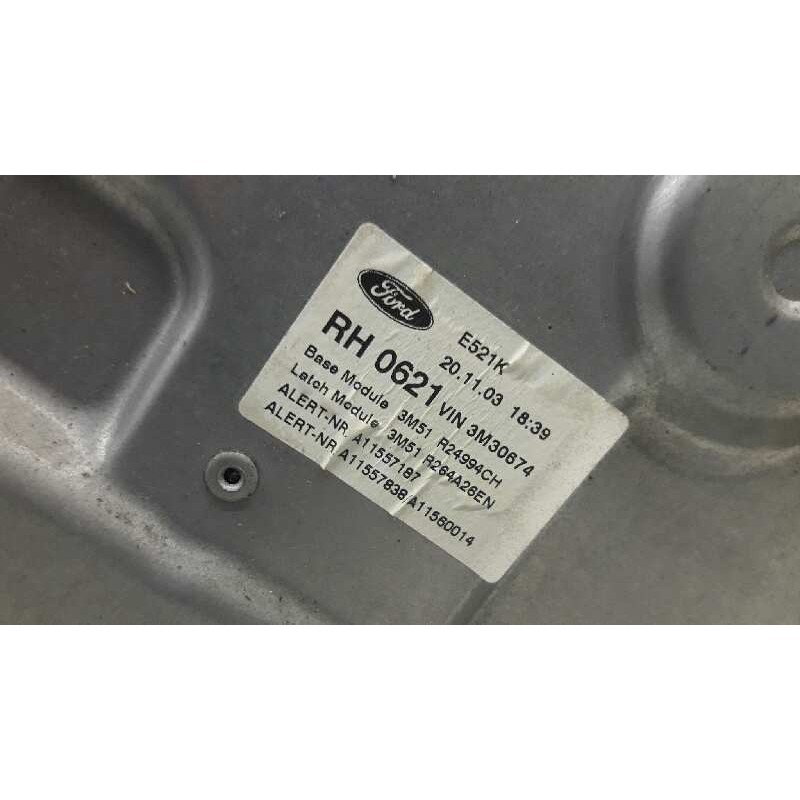 Ford
E521K
20.11.03 18:39
RH 0621 VIN 3M30674
Base Module 3M51 R24994CH
Latch Module 3M51 R264A26EN
ALERT-NR A11557187
ALERT-NR A11557838/A11560014